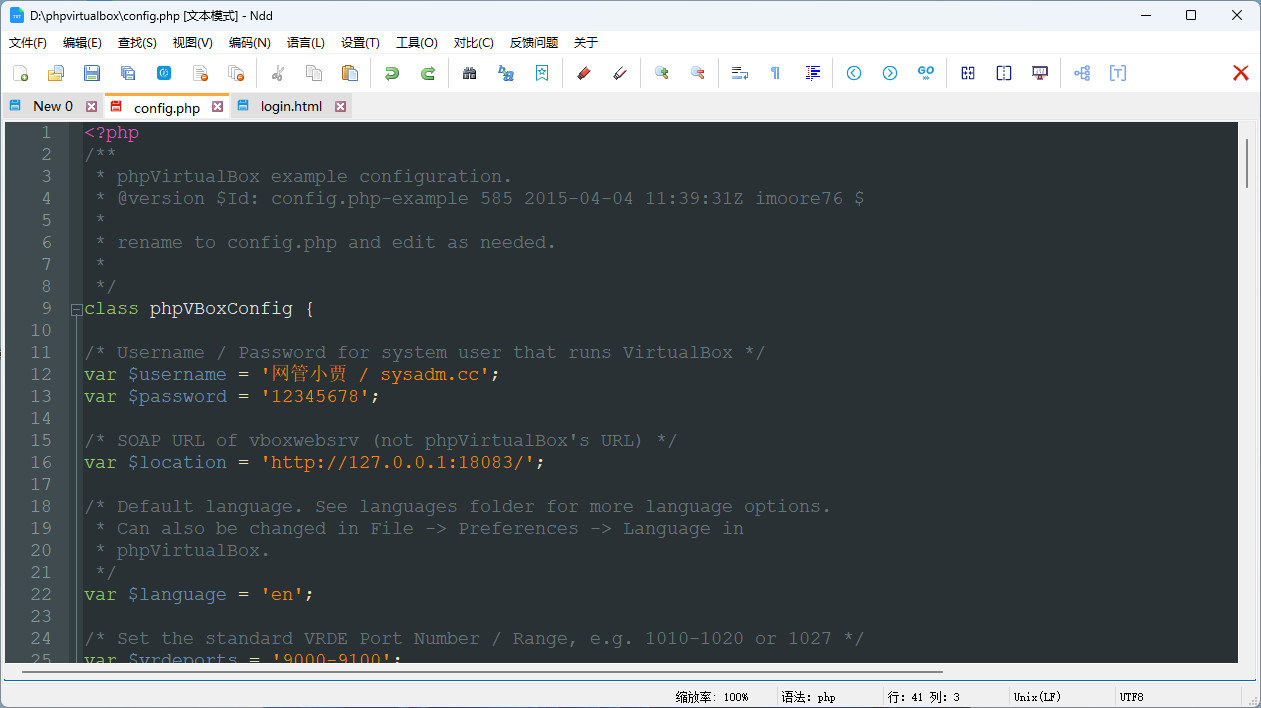 D:\phpvirtualbox\config.php [文本模式] - Ndd
文件(F) 编辑(E) 查找(S) 视图(V) 编码(N) 语言(L) 设置(T) 工具(O) 对比(C) 反馈问题 关于
New 0 config.php login.html
1 <?php
2 /**
3 * phpVirtualBox example configuration.
4 * @version $Id: config.php-example 585 2015-04-04 11:39:31Z imoore76 $
5 *
6 * rename to config.php and edit as needed.
7 *
8 */
9 class phpVBoxConfig {
10
11 /* Username / Password for system user that runs VirtualBox */
12 var $username = '网管小贾 / sysadm.cc';
13 var $password = '12345678';
14
15 /* SOAP URL of vboxwebsrv (not phpVirtualBox's URL) */
16 var $location = 'http://127.0.0.1:18083/';
17
18 /* Default language. See languages folder for more language options.
19 * Can also be changed in File -> Preferences -> Language in
20 * phpVirtualBox.
21 */
22 var $language = 'en';
23
24 /* Set the standard VRDE Port Number / Range, e.g. 1010-1020 or 1027 */
25 var $vrdeports = '9000-9100';
缩放率: 100% 语法: php 行: 41 列: 3 Unix(LF) UTF8